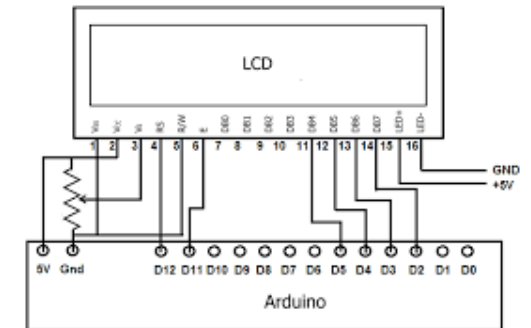 LCD
Vss Vcc Vo RS R/W E DB0 DB1 DB2 DB3 DB4 DB5 DB6 DB7 LED+ LED-
1 2 3 4 5 6 7 8 9 10 11 12 13 14 15 16
GND
+5V
5V Gnd D12 D11 D10 D9 D8 D7 D6 D5 D4 D3 D2 D1 D0
Arduino